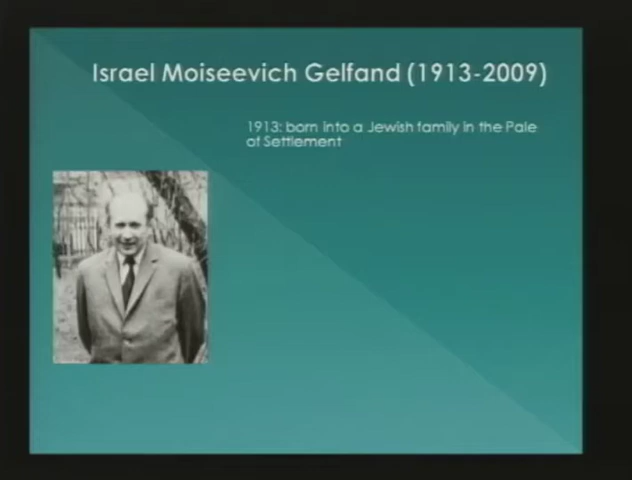 Israel Moiseevich Gelfand (1913-2009)
1913: born into a Jewish family in the Pale
of Settlement